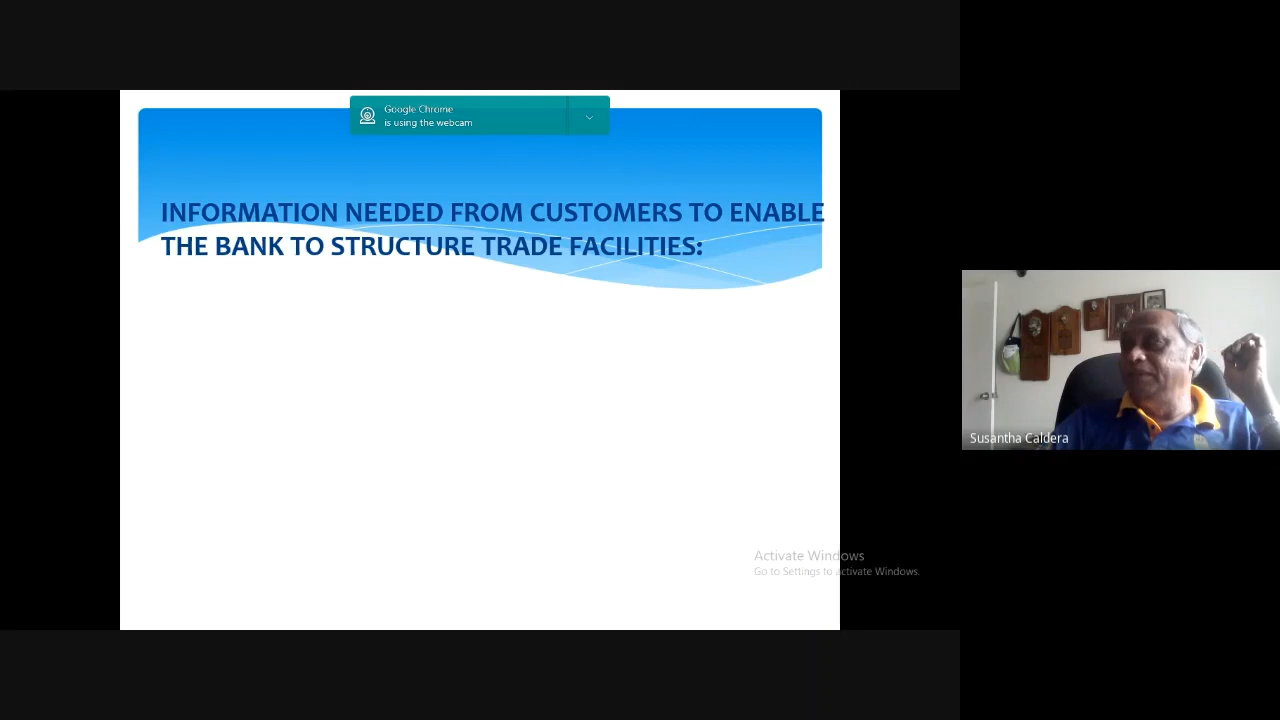 Google Chrome
is using the webcam
INFORMATION NEEDED FROM CUSTOMERS TO ENABLE
THE BANK TO STRUCTURE TRADE FACILITIES:
Susantha Caldera
Activate Windows
Go to Settings to activate Windows.